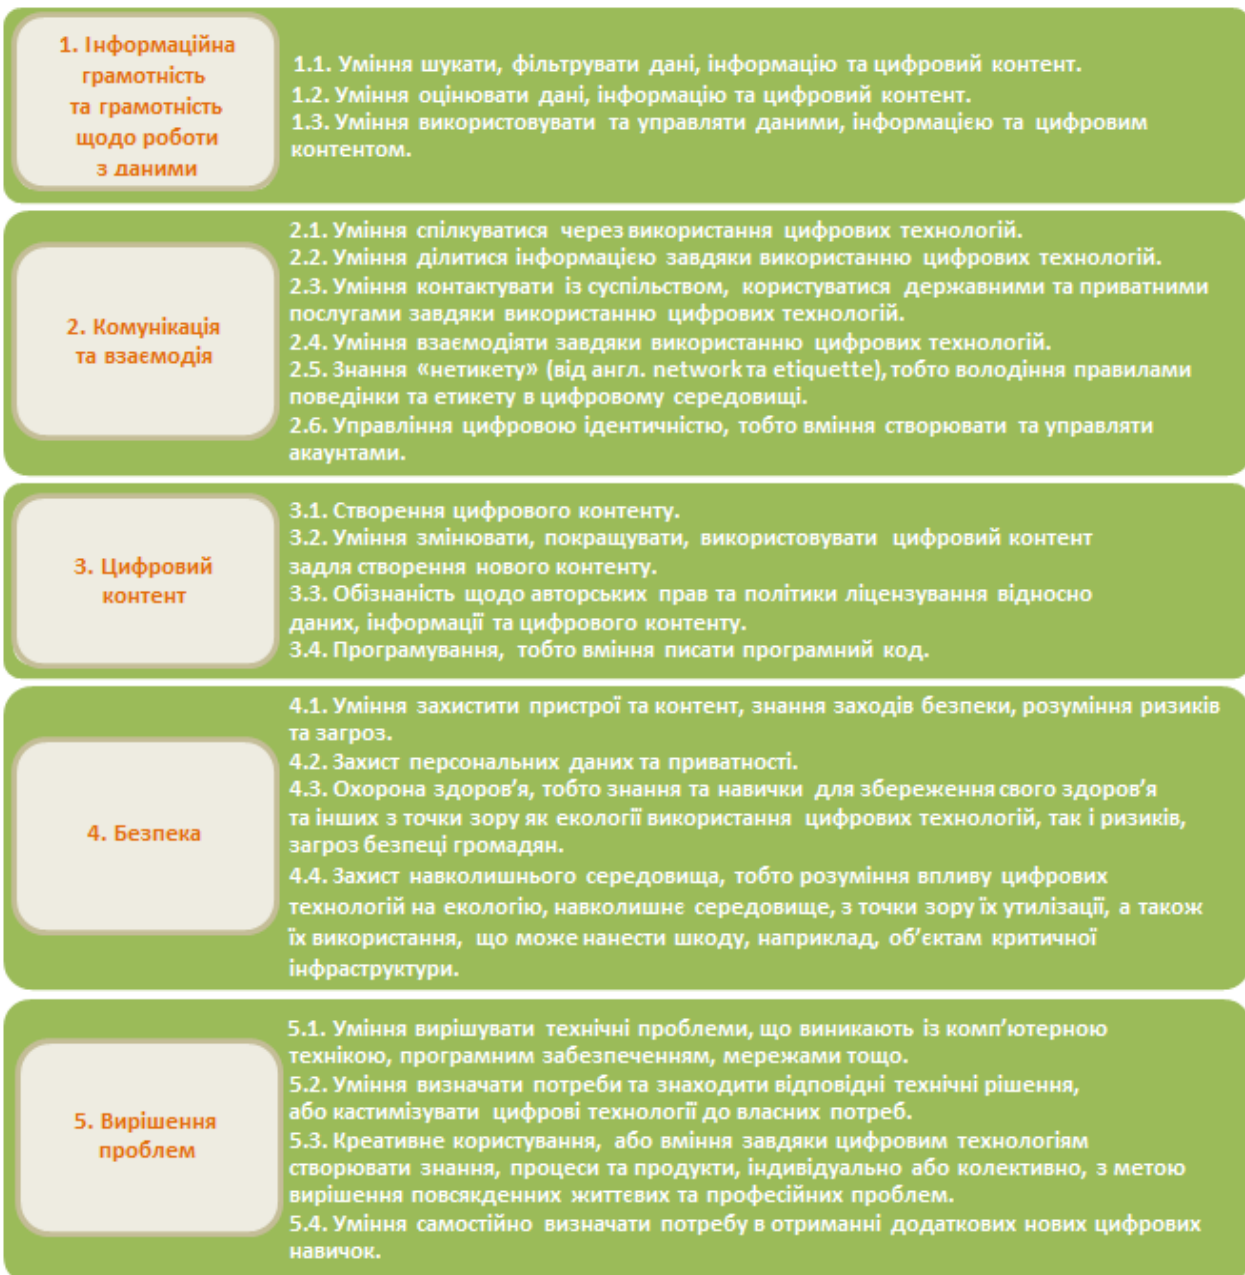 1. Інформаційна
грамотність
та грамотність
щодо роботи
з даними
1.1. Уміння шукати, фільтрувати дані, інформацію та цифровий контент.
1.2. Уміння оцінювати дані, інформацію та цифровий контент.
1.3. Уміння використовувати та управляти даними, інформацією та цифровим
контентом.
2. Комунікація
та взаємодія
2.1. Уміння спілкуватися через використання цифрових технологій.
2.2. Уміння ділитися інформацією завдяки використанню цифрових технологій.
2.3. Уміння контактувати із суспільством, користуватися державними та приватними
послугами завдяки використанню цифрових технологій.
2.4. Уміння взаємодіяти завдяки використанню цифрових технологій.
2.5. Знання «нетикету» (від англ. network та etiquette), тобто володіння правилами
поведінки та етикету в цифровому середовищі.
2.6. Управління цифровою ідентичністю, тобто вміння створювати та управляти
акаунтами.
3. Цифровий
контент
3.1. Створення цифрового контенту.
3.2. Уміння змінювати, покращувати, використовувати цифровий контент
задля створення нового контенту.
3.3. Обізнаність щодо авторських прав та політики ліцензування відносно
даних, інформації та цифрового контенту.
3.4. Програмування, тобто вміння писати програмний код.
4. Безпека
4.1. Уміння захистити пристрої та контент, знання заходів безпеки, розуміння ризиків
та загроз.
4.2. Захист персональних даних та приватності.
4.3. Охорона здоров’я, тобто знання та навички для збереження свого здоров’я
та інших з точки зору як екології використання цифрових технологій, так і ризиків,
загроз безпеці громадян.
4.4. Захист навколишнього середовища, тобто розуміння впливу цифрових
технологій на екологію, навколишнє середовище, з точки зору їх утилізації, а також
їх використання, що може нанести шкоду, наприклад, об’єктам критичної
інфраструктури.
5. Вирішення
проблем
5.1. Уміння вирішувати технічні проблеми, що виникають із комп’ютерною
технікою, програмним забезпеченням, мережами тощо.
5.2. Уміння визначати потреби та знаходити відповідні технічні рішення,
або кастимізувати цифрові технології до власних потреб.
5.3. Креативне користування, або вміння завдяки цифровим технологіям
створювати знання, процеси та продукти, індивідуально або колективно, з метою
вирішення повсякденних життєвих та професійних проблем.
5.4. Уміння самостійно визначати потребу в отриманні додаткових нових цифрових
навичок.